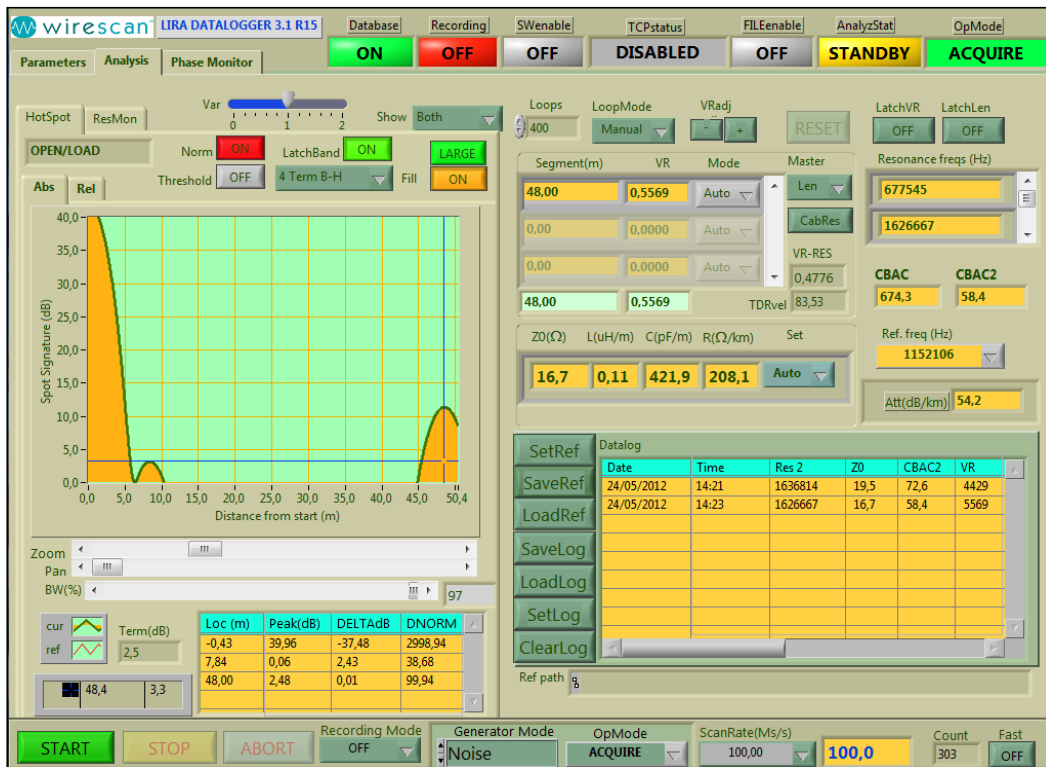 wirescan LIRA DATALOGGER 3.1 R15
Database Recording SWenable TCPstatus FILEenable AnalyzStat OpMode
ON OFF OFF DISABLED OFF STANDBY ACQUIRE
Parameters Analysis Phase Monitor
HotSpot ResMon
Var
0 1 2
Show Both
OPEN/LOAD
Norm ON LatchBand ON LARGE
Threshold OFF 4 Term B-H Fill ON
Abs Rel
Spot Signature (dB)
40,0
35,0
30,0
25,0
20,0
15,0
10,0
5,0
0,0
0,0 5,0 10,0 15,0 20,0 25,0 30,0 35,0 40,0 45,0 50,4
Distance from start (m)
Zoom
Pan
BW(%) 97
cur
ref
Term(dB)
2,5
48,4 3,3
Loc (m) Peak(dB) DELTAdB DNORM
-0,43 39,96 -37,48 2998,94
7,84 0,06 2,43 38,68
48,00 2,48 0,01 99,94
Loops LoopMode VRadj
400 Manual - + RESET
LatchVR LatchLen
OFF OFF
Segment(m) VR Mode Master
48,00 0,5569 Auto Len
0,00 0,0000 Auto CabRes
0,00 0,0000 Auto
VR-RES
0,4776
48,00 0,5569 TDRvel 83,53
Resonance freqs (Hz)
677545
1626667
CBAC CBAC2
674,3 58,4
Z0(Ω) L(uH/m) C(pF/m) R(Ω/km) Set
16,7 0,11 421,9 208,1 Auto
Ref. freq (Hz)
1152106
Att(dB/km) 54,2
SetRef
SaveRef
LoadRef
SaveLog
LoadLog
SetLog
ClearLog
Datalog
Date Time Res 2 Z0 CBAC2 VR
24/05/2012 14:21 1636814 19,5 72,6 4429
24/05/2012 14:23 1626667 16,7 58,4 5569
Ref path
START STOP ABORT
Recording Mode
OFF
Generator Mode
Noise
OpMode
ACQUIRE
ScanRate(Ms/s)
100,00 100,0
Count
303
Fast
OFF